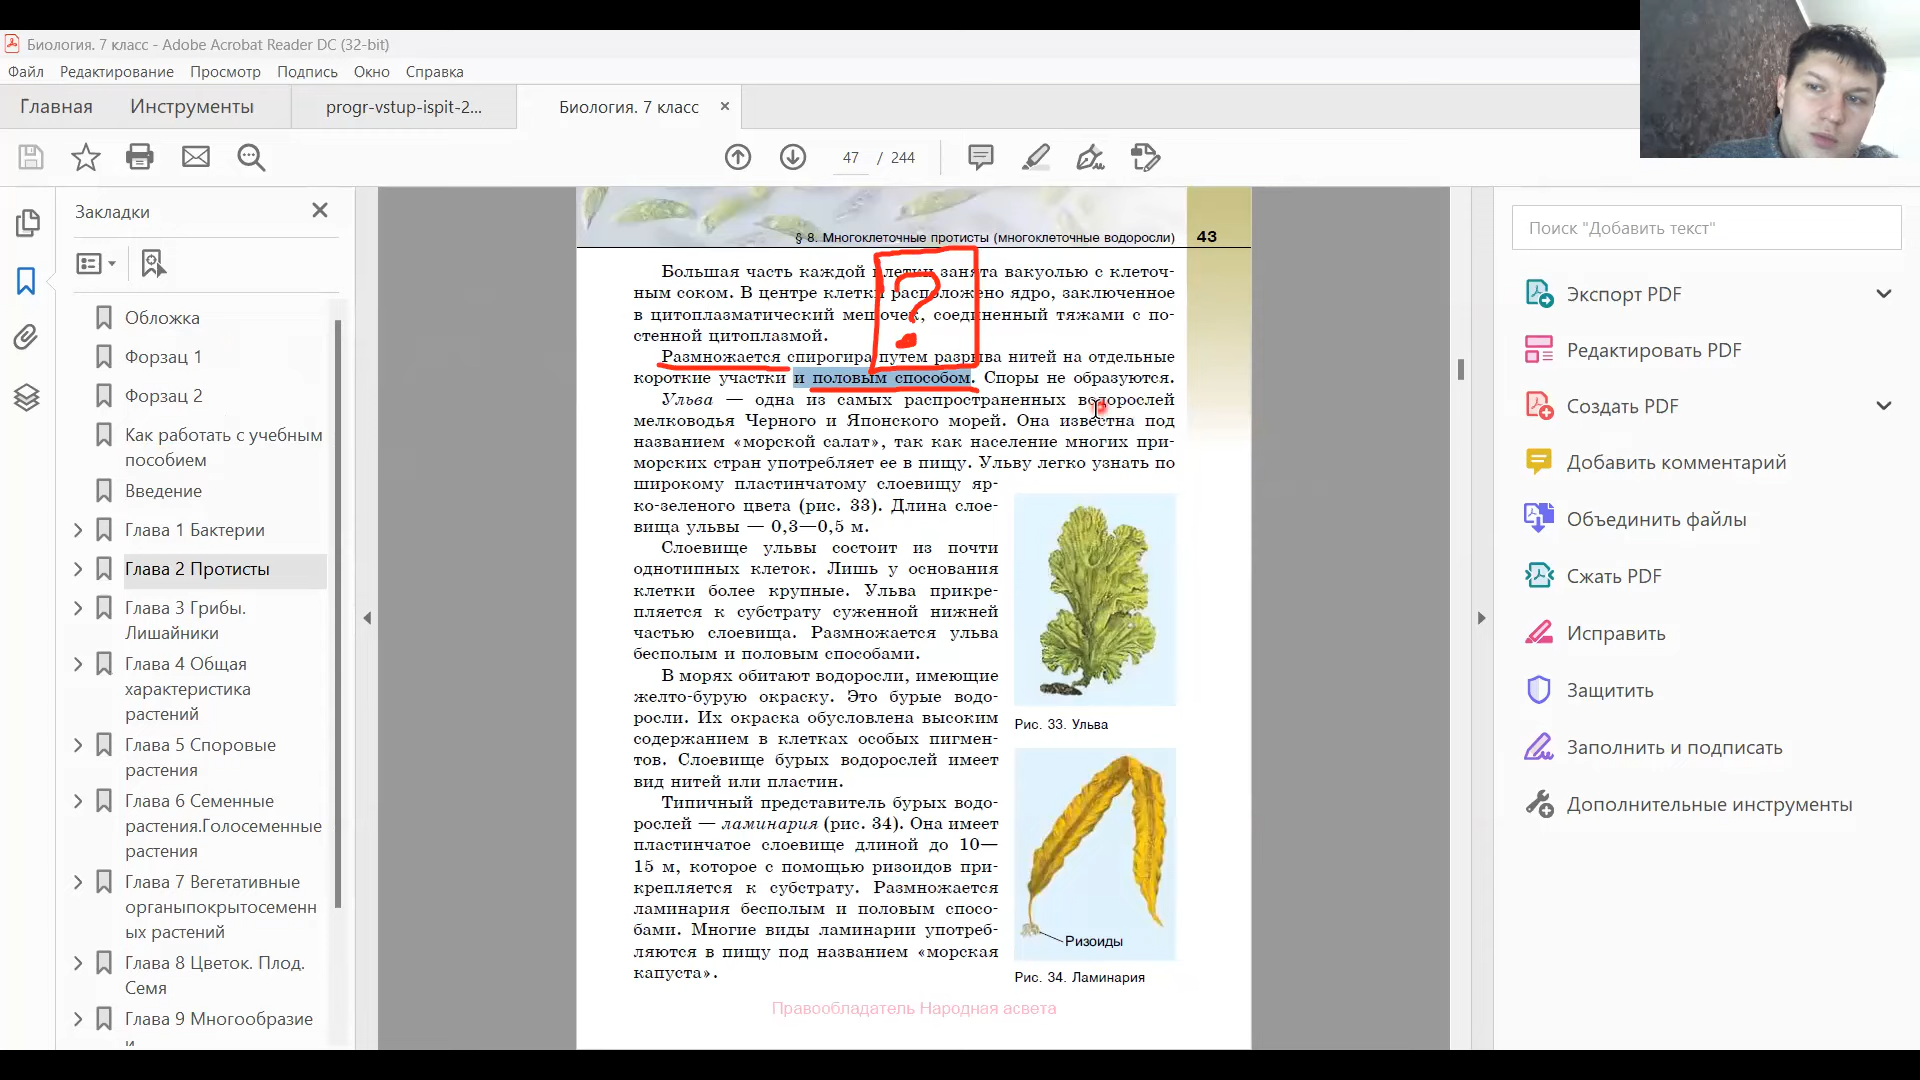 Биология. 7 класс - Adobe Acrobat Reader DC (32-bit)
Файл Редактирование Просмотр Подпись Окно Справка
Главная Инструменты progr-vstup-ispit-2... Биология. 7 класс
47 / 244
Закладки
Обложка
Форзац 1
Форзац 2
Как работать с учебным
пособием
Введение
Глава 1 Бактерии
Глава 2 Протисты
Глава 3 Грибы.
Лишайники
Глава 4 Общая
характеристика
растений
Глава 5 Споровые
растения
Глава 6 Семенные
растения.Голосеменные
растения
Глава 7 Вегетативные
органыпокрытосеменн
ых растений
Глава 8 Цветок. Плод.
Семя
Глава 9 Многообразие
и
§ 8. Многоклеточные протисты (многоклеточные водоросли) 43
Большая часть каждой клетки занята вакуолью с клеточ-
ным соком. В центре клетки расположено ядро, заключенное
в цитоплазматический мешочек, соединенный тяжами с по-
стенной цитоплазмой.
Размножается спирогира путем разрыва нитей на отдельные
короткие участки и половым способом. Споры не образуются.
Ульва — одна из самых распространенных водорослей
мелководья Черного и Японского морей. Она известна под
названием «морской салат», так как население многих при-
морских стран употребляет ее в пищу. Ульву легко узнать по
широкому пластинчатому слоевищу яр-
ко-зеленого цвета (рис. 33). Длина слое-
вища ульвы — 0,3—0,5 м.
Слоевище ульвы состоит из почти
однотипных клеток. Лишь у основания
клетки более крупные. Ульва прикре-
пляется к субстрату суженной нижней
частью слоевища. Размножается ульва
бесполым и половым способами.
В морях обитают водоросли, имеющие
желто-бурую окраску. Это бурые водо-
росли. Их окраска обусловлена высоким
содержанием в клетках особых пигмен-
тов. Слоевище бурых водорослей имеет
вид нитей или пластин.
Типичный представитель бурых водо-
рослей — ламинария (рис. 34). Она имеет
пластинчатое слоевище длиной до 10—
15 м, которое с помощью ризоидов при-
крепляется к субстрату. Размножается
ламинария бесполым и половым спосо-
бами. Многие виды ламинарии употреб-
ляются в пищу под названием «морская
капуста».
?
Рис. 33. Ульва
Ризоиды
Рис. 34. Ламинария
Правообладатель Народная асвета
Поиск "Добавить текст"
Экспорт PDF
Редактировать PDF
Создать PDF
Добавить комментарий
Объединить файлы
Сжать PDF
Исправить
Защитить
Заполнить и подписать
Дополнительные инструменты